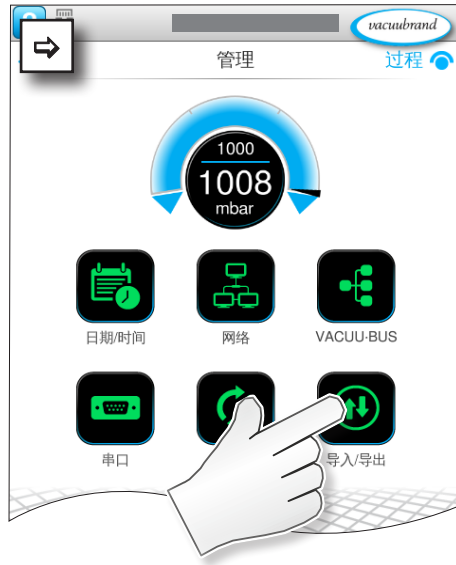 vacuubrand
管理
过程
1000
1008
mbar
日期/时间
网络
VACUU·BUS
串口
导入/导出